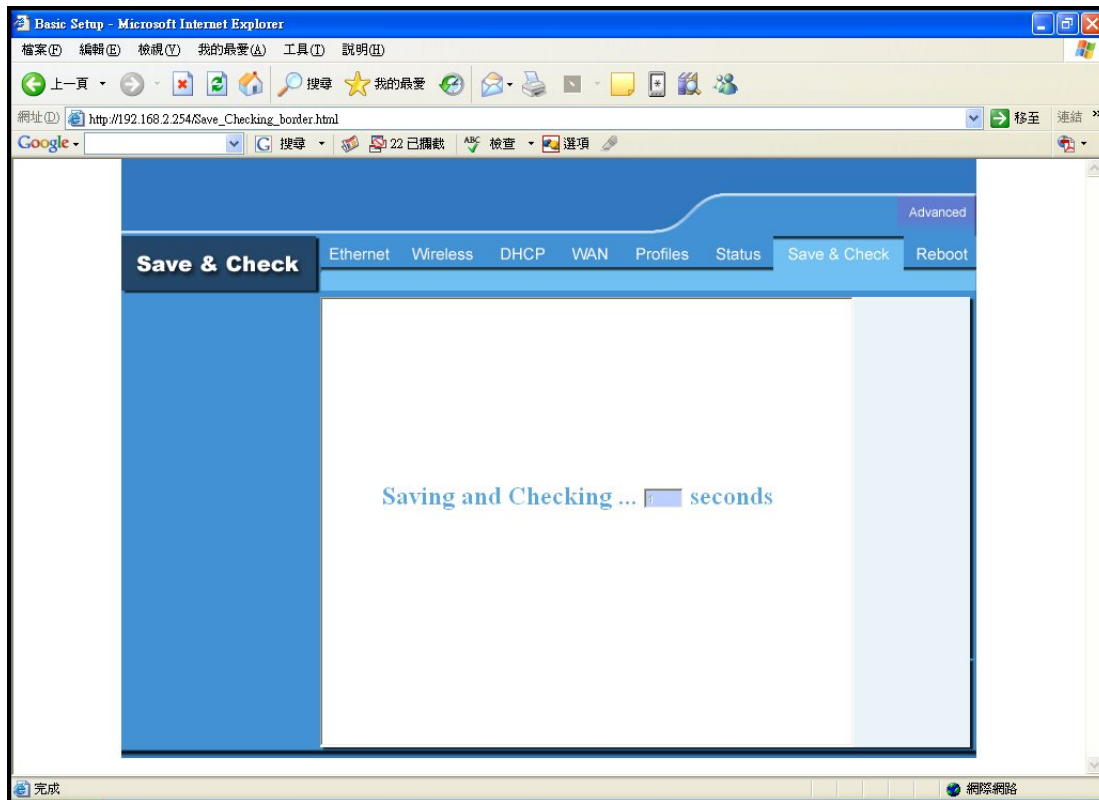 Basic Setup - Microsoft Internet Explorer
檔案(F) 編輯(E) 檢視(V) 我的最愛(A) 工具(T) 說明(H)
上一頁 搜尋 我的最愛
網址(D) http://192.168.2.254/Save_Checking_border.html 移至 連結 »
Google 搜尋 22 已攔截 ABC 檢查 選項
Advanced
Save & Check Ethernet Wireless DHCP WAN Profiles Status Save & Check Reboot
Saving and Checking ... seconds
完成 網際網路